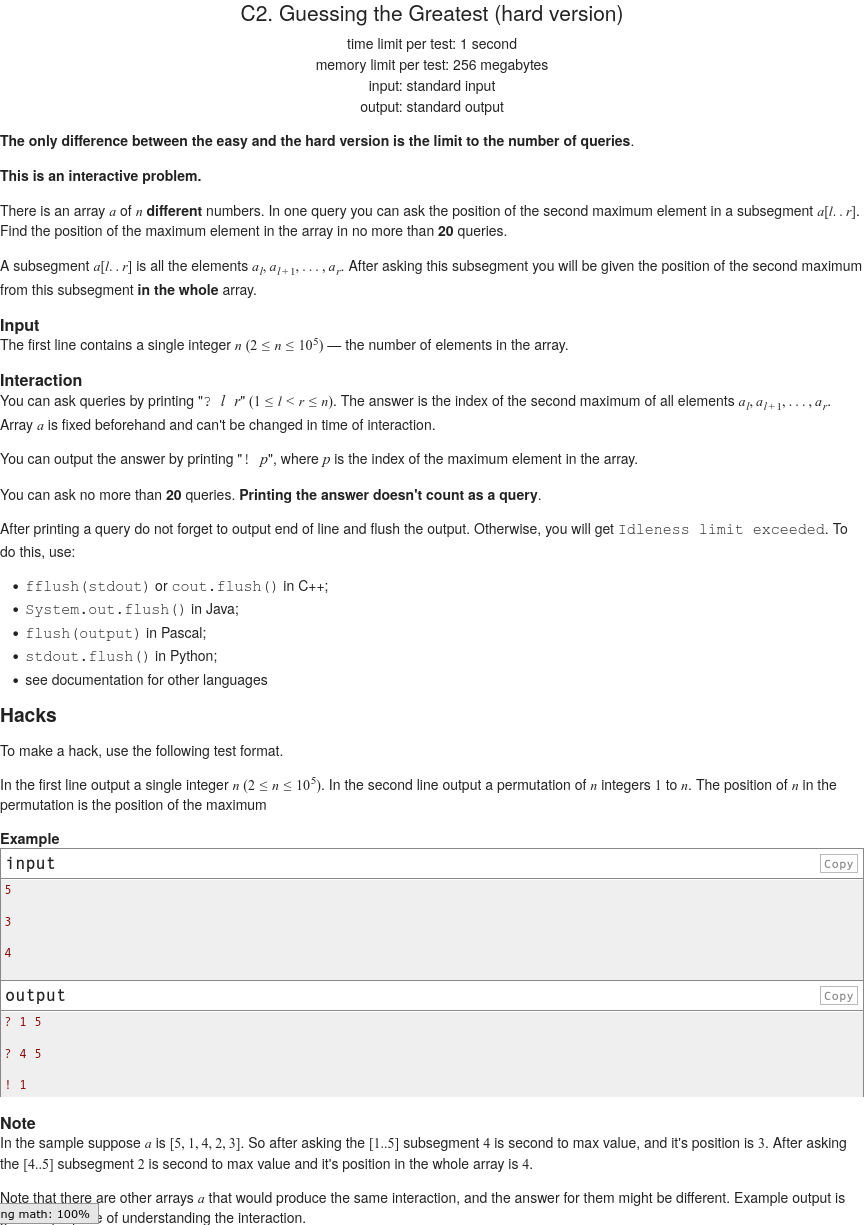 C2. Guessing the Greatest (hard version)
time limit per test: 1 second
memory limit per test: 256 megabytes
input: standard input
output: standard output
The only difference between the easy and the hard version is the limit to the number of queries.
This is an interactive problem.
There is an array a of n different numbers. In one query you can ask the position of the second maximum element in a subsegment a[l..r].
Find the position of the maximum element in the array in no more than 20 queries.
A subsegment a[l..r] is all the elements a_l, a_{l+1}, ..., a_r. After asking this subsegment you will be given the position of the second maximum
from this subsegment in the whole array.
Input
The first line contains a single integer n (2 ≤ n ≤ 10^5) — the number of elements in the array.
Interaction
You can ask queries by printing "? l r" (1 ≤ l < r ≤ n). The answer is the index of the second maximum of all elements a_l, a_{l+1}, ..., a_r.
Array a is fixed beforehand and can't be changed in time of interaction.
You can output the answer by printing "! p", where p is the index of the maximum element in the array.
You can ask no more than 20 queries. Printing the answer doesn't count as a query.
After printing a query do not forget to output end of line and flush the output. Otherwise, you will get Idleness limit exceeded. To
do this, use:
• fflush(stdout) or cout.flush() in C++;
• System.out.flush() in Java;
• flush(output) in Pascal;
• stdout.flush() in Python;
• see documentation for other languages
Hacks
To make a hack, use the following test format.
In the first line output a single integer n (2 ≤ n ≤ 10^5). In the second line output a permutation of n integers 1 to n. The position of n in the
permutation is the position of the maximum
Example
input
Copy
5
3
4
output
Copy
? 1 5
? 4 5
! 1
Note
In the sample suppose a is [5, 1, 4, 2, 3]. So after asking the [1..5] subsegment 4 is second to max value, and it's position is 3. After asking
the [4..5] subsegment 2 is second to max value and it's position in the whole array is 4.
Note that there are other arrays a that would produce the same interaction, and the answer for them might be different. Example output is
ng math: 100%
of understanding the interaction.